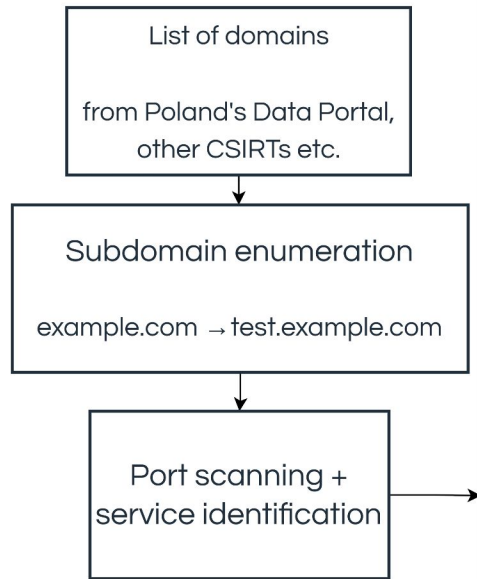 List of domains
from Poland's Data Portal,
other CSIRTs etc.
Subdomain enumeration
example.com →test.example.com
Port scanning +
service identification